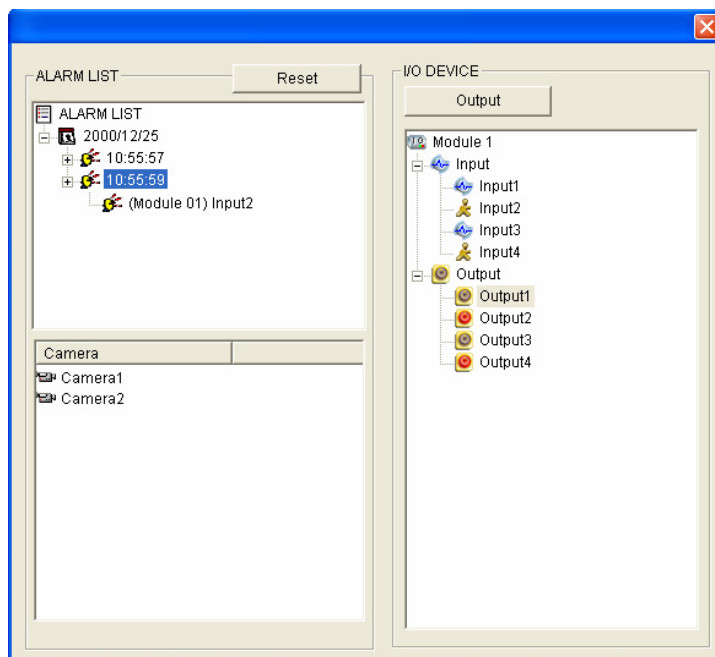 ALARM LIST
Reset
ALARM LIST
2000/12/25
10:55:57
10:55:59
(Module 01) Input2
Camera
Camera1
Camera2
I/O DEVICE
Output
Module 1
Input
Input1
Input2
Input3
Input4
Output
Output1
Output2
Output3
Output4